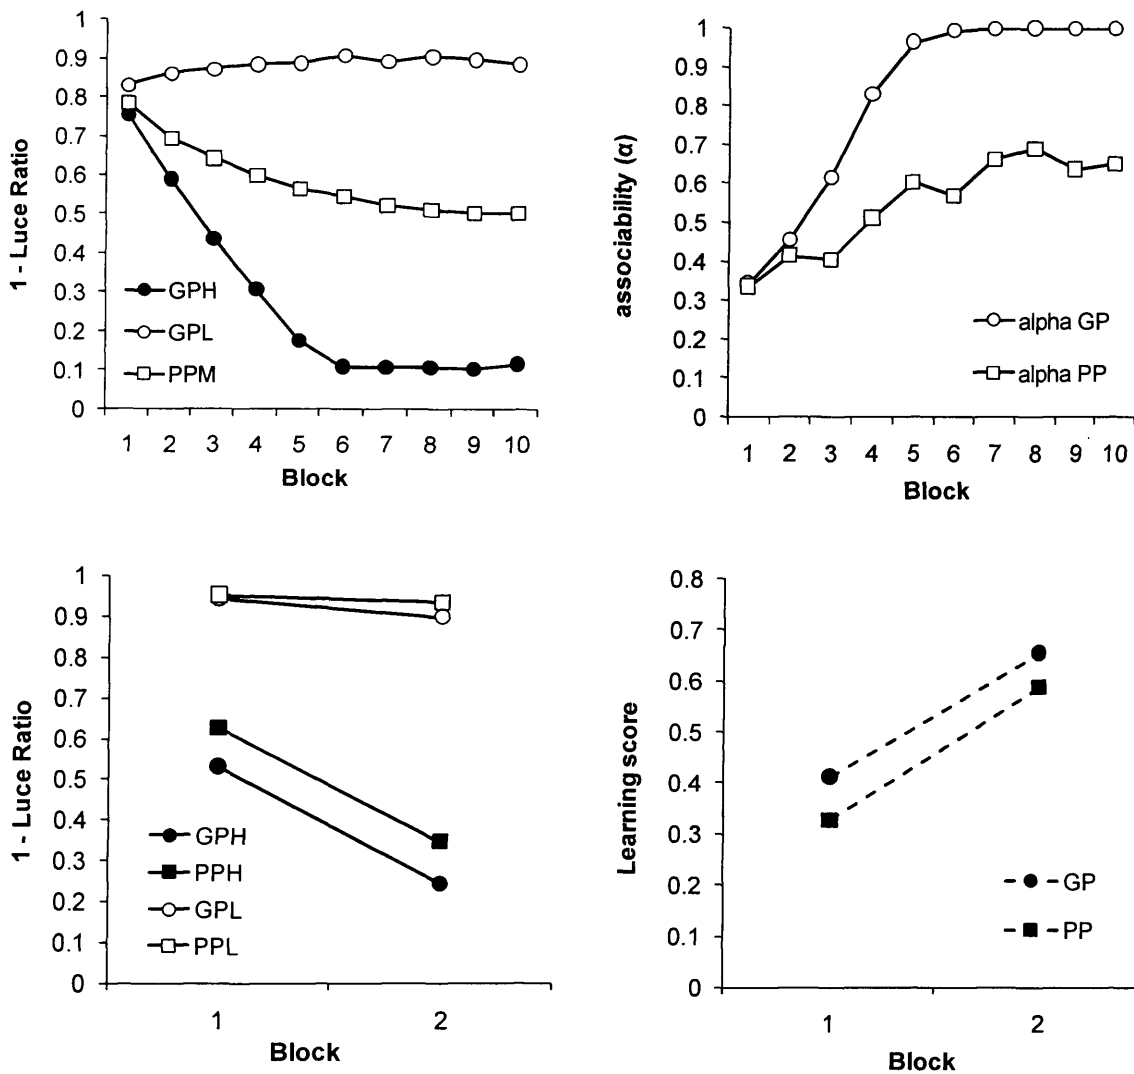 1 - Luce Ratio
1
0.9
0.8
0.7
0.6
0.5
0.4
0.3
0.2
0.1
0
GPH
GPL
PPM
1 2 3 4 5 6 7 8 9 10
Block
associability (α)
1
0.9
0.8
0.7
0.6
0.5
0.4
0.3
0.2
0.1
0
alpha GP
alpha PP
1 2 3 4 5 6 7 8 9 10
Block
1 - Luce Ratio
1
0.9
0.8
0.7
0.6
0.5
0.4
0.3
0.2
0.1
0
GPH
PPH
GPL
PPL
1 2
Block
Learning score
0.8
0.7
0.6
0.5
0.4
0.3
0.2
0.1
0
GP
PP
1 2
Block